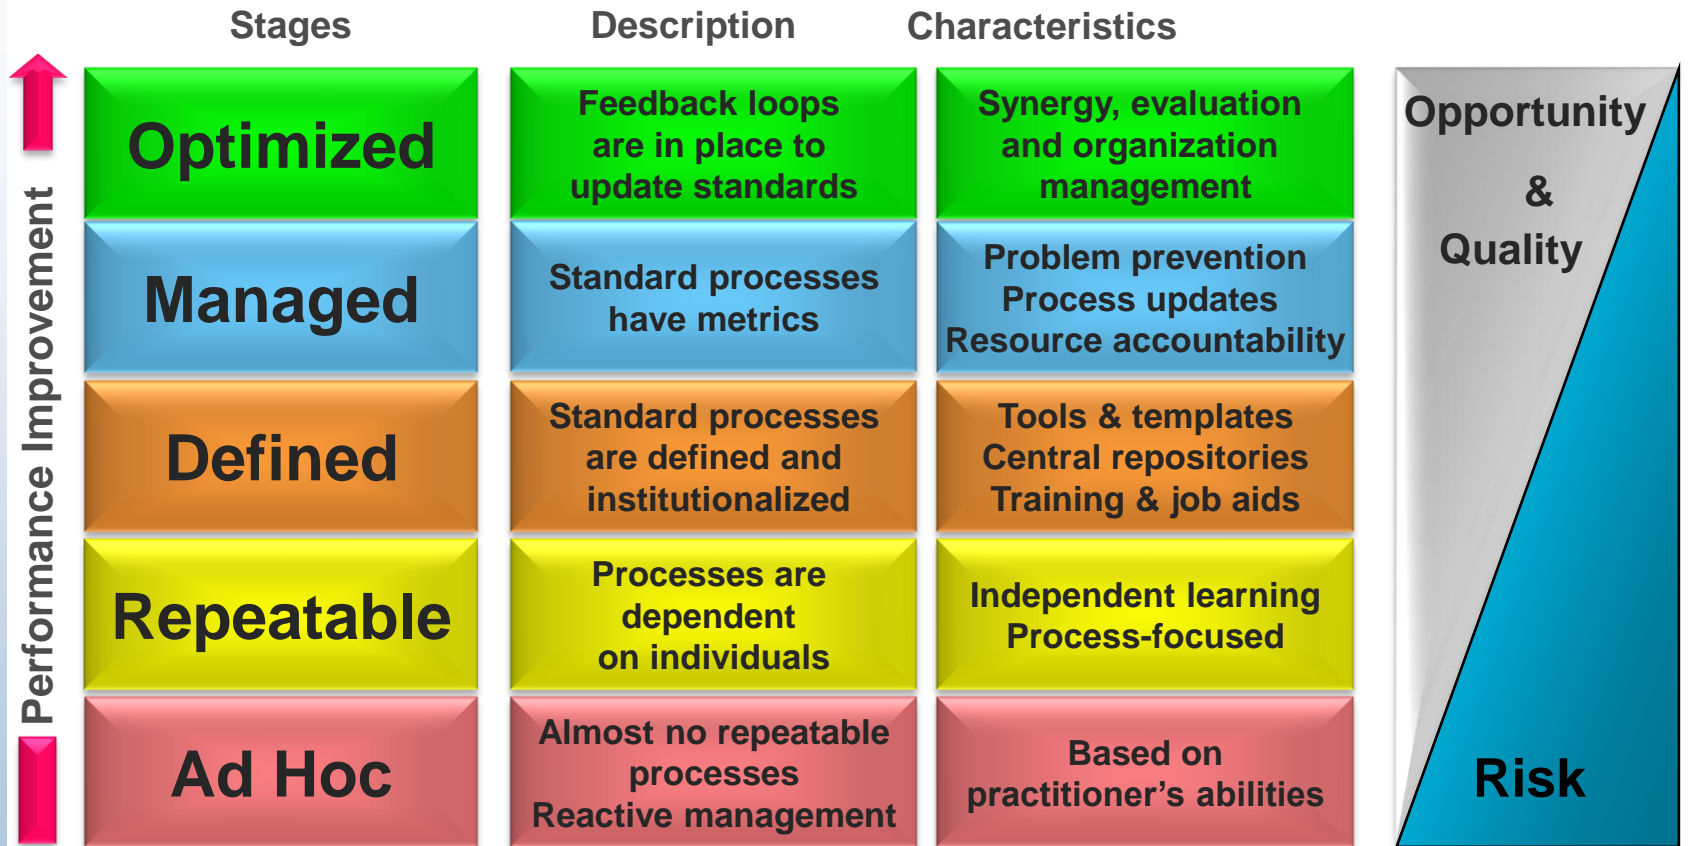 Stages
Description
Characteristics
Performance Improvement
Optimized
Feedback loops
are in place to
update standards
Synergy, evaluation
and organization
management
Managed
Standard processes
have metrics
Problem prevention
Process updates
Resource accountability
Defined
Standard processes
are defined and
institutionalized
Tools & templates
Central repositories
Training & job aids
Repeatable
Processes are
dependent
on individuals
Independent learning
Process-focused
Ad Hoc
Almost no repeatable
processes
Reactive management
Based on
practitioner’s abilities
Opportunity
&
Quality
Risk